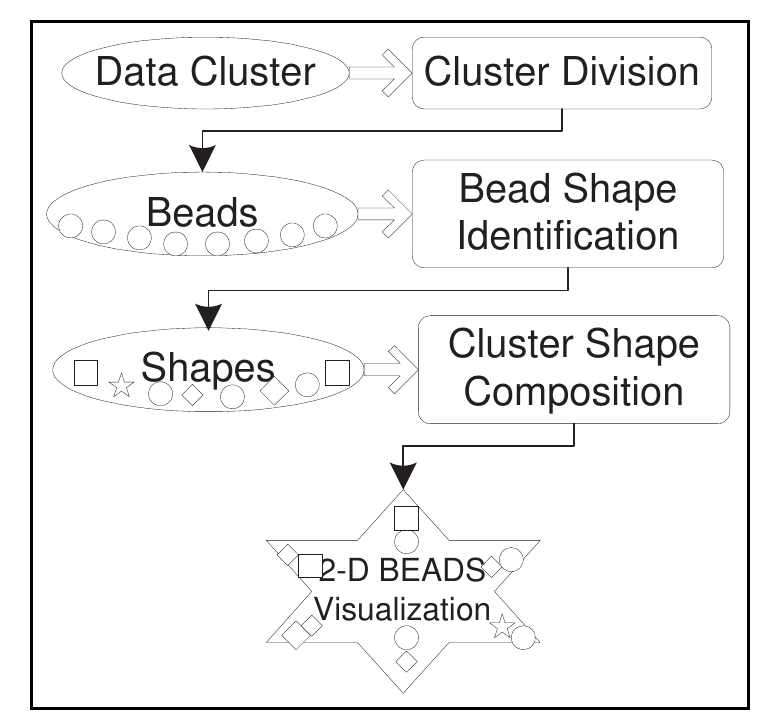 Data Cluster
Cluster Division
Beads
Bead Shape
Identification
Shapes
Cluster Shape
Composition
2-D BEADS
Visualization